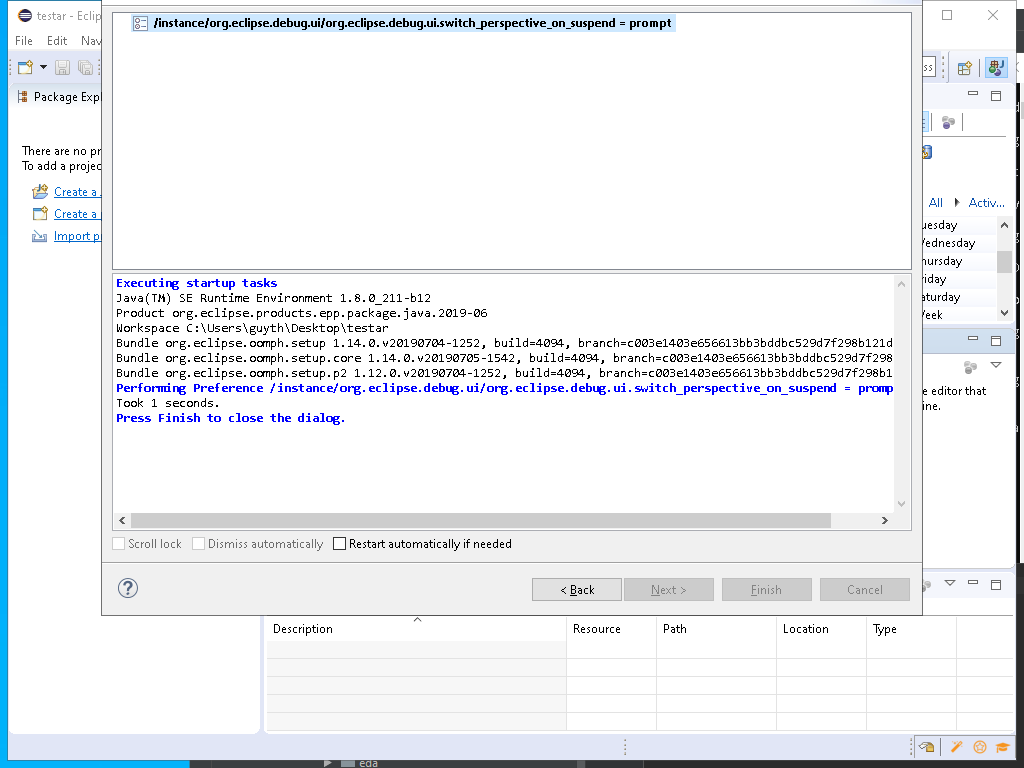 testar - Eclip
/instance/org.eclipse.debug.ui/org.eclipse.debug.ui.switch_perspective_on_suspend = prompt
File Edit Nav
ss
Package Expl
There are no pr
To add a projec
Create a
Create a
Import p
All Activ...
uesday
Vednesday
hursday
riday
aturday
Veek
Executing startup tasks
Java(TM) SE Runtime Environment 1.8.0_211-b12
Product org.eclipse.products.epp.package.java.2019-06
Workspace C:\Users\guyth\Desktop\testar
Bundle org.eclipse.oomph.setup 1.14.0.v20190704-1252, build=4094, branch=c003e1403e656613bb3bddbc529d7f298b121d
Bundle org.eclipse.oomph.setup.core 1.14.0.v20190705-1542, build=4094, branch=c003e1403e656613bb3bddbc529d7f298
Bundle org.eclipse.oomph.setup.p2 1.12.0.v20190704-1252, build=4094, branch=c003e1403e656613bb3bddbc529d7f298b1
Performing Preference /instance/org.eclipse.debug.ui/org.eclipse.debug.ui.switch_perspective_on_suspend = promp
Took 1 seconds.
Press Finish to close the dialog.
e editor that
ine.
Scroll lock Dismiss automatically Restart automatically if needed
? < Back Next > Finish Cancel
Description Resource Path Location Type
eda